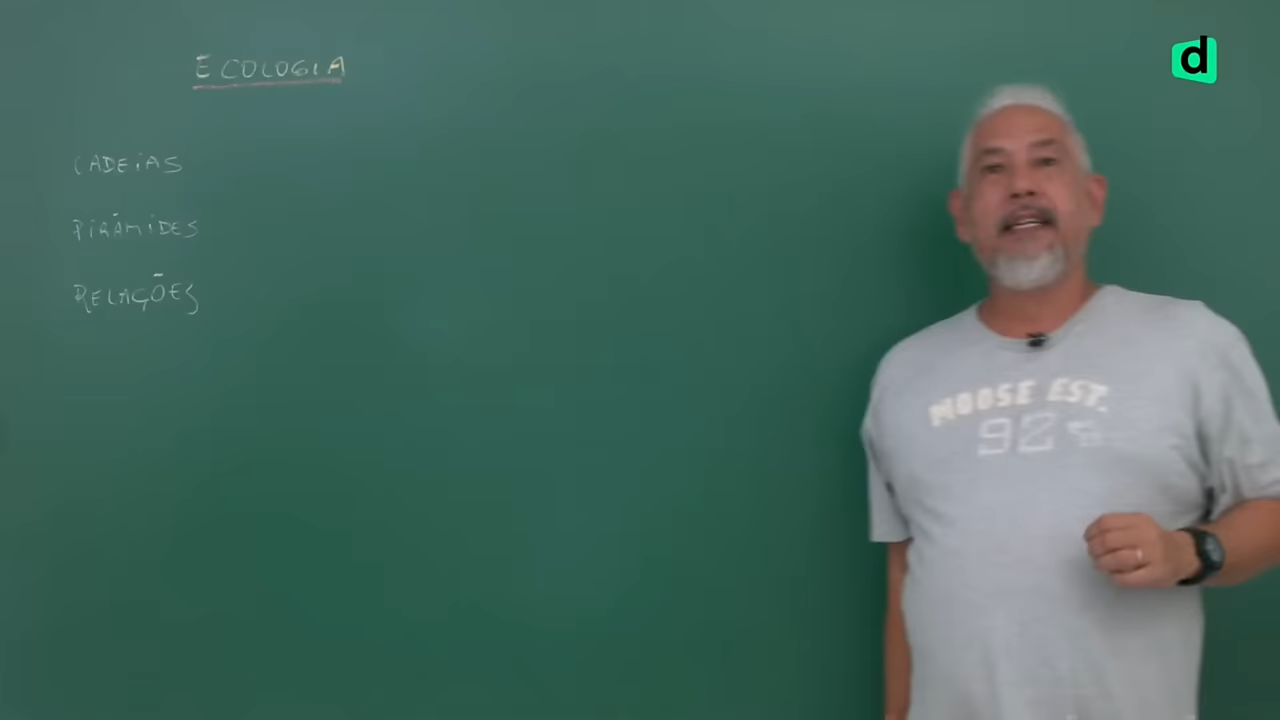 ECOLOGIA
CADEIAS
PIRÂMIDES
RELAÇÕES
d
MOOSE EST.
92